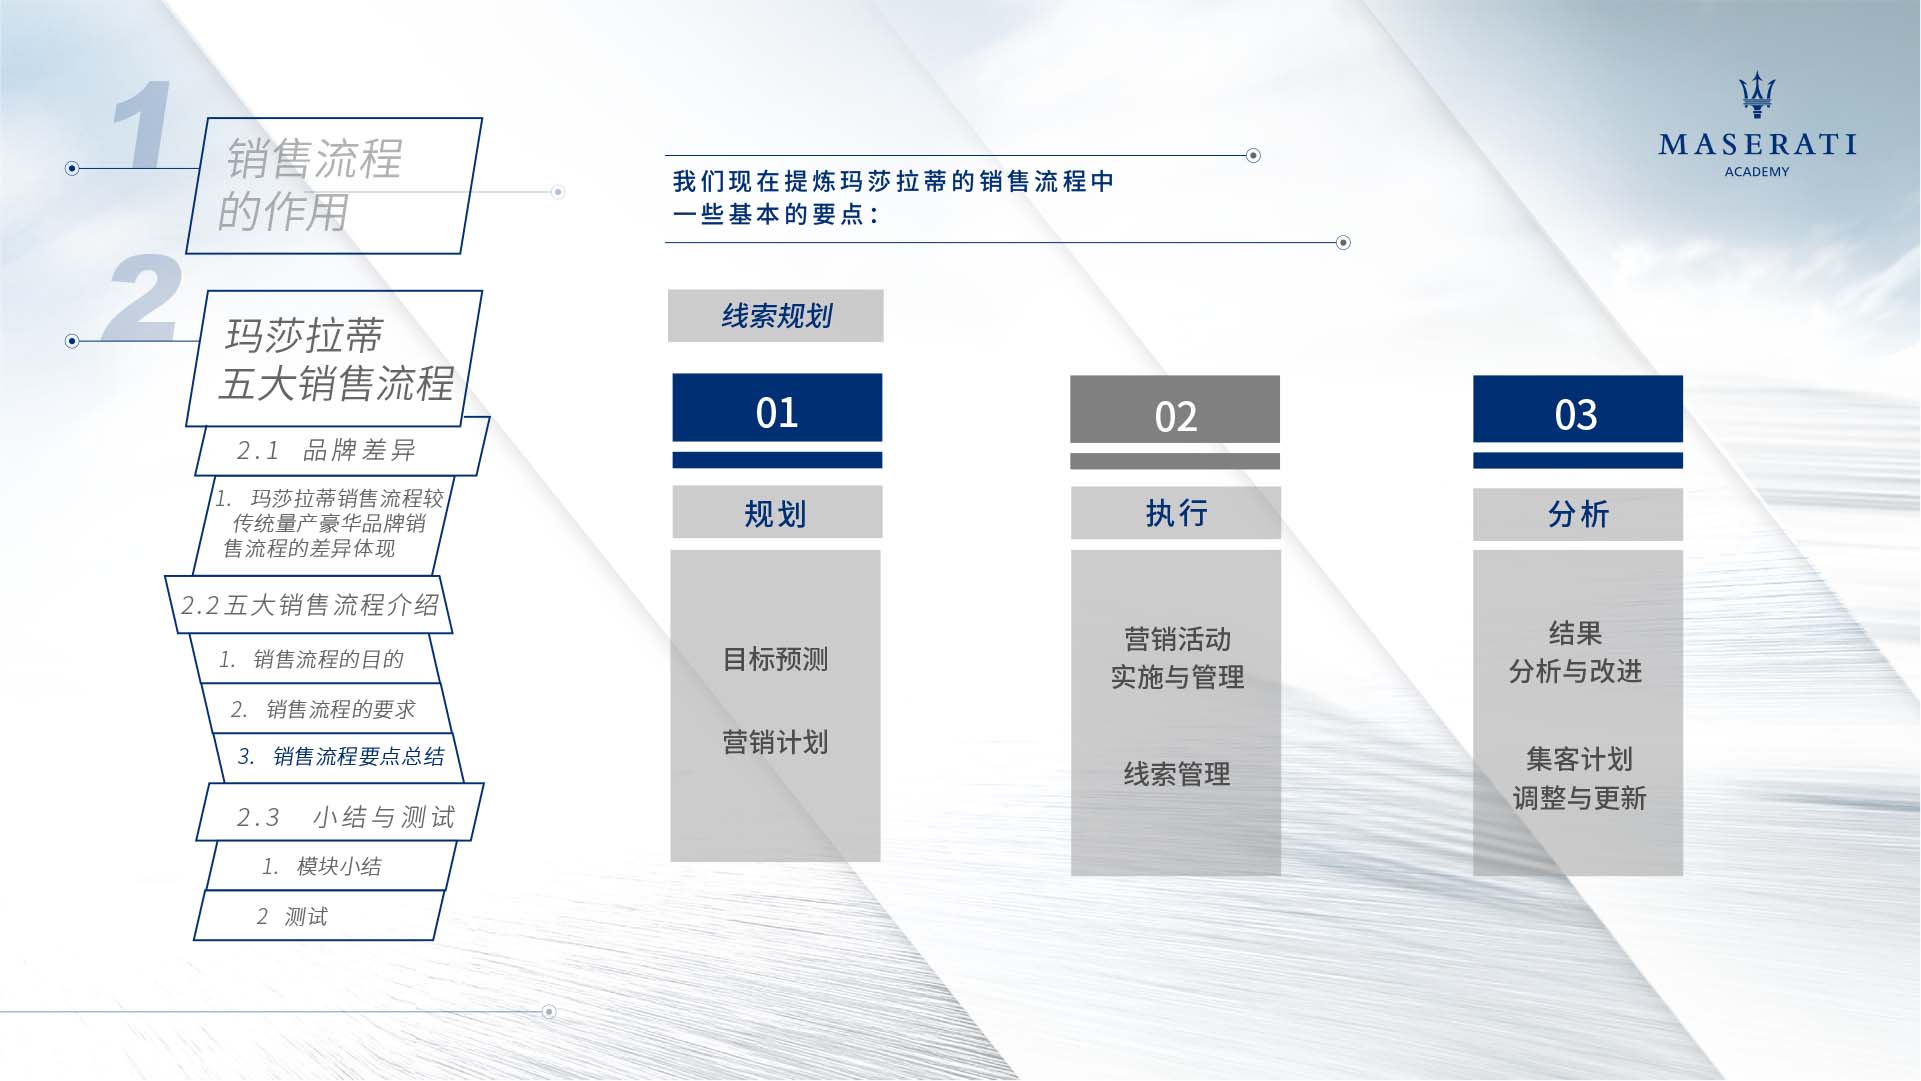 1
销售流程
的作用
2
玛莎拉蒂
五大销售流程
2.1 品牌差异
1. 玛莎拉蒂销售流程较
传统量产豪华品牌销
售流程的差异体现
2.2五大销售流程介绍
1. 销售流程的目的
2. 销售流程的要求
3. 销售流程要点总结
2.3 小结与测试
1. 模块小结
2 测试
我们现在提炼玛莎拉蒂的销售流程中
一些基本的要点：
线索规划
01
规划
目标预测
营销计划
02
执行
营销活动
实施与管理
线索管理
03
分析
结果
分析与改进
集客计划
调整与更新
MASERATI
ACADEMY